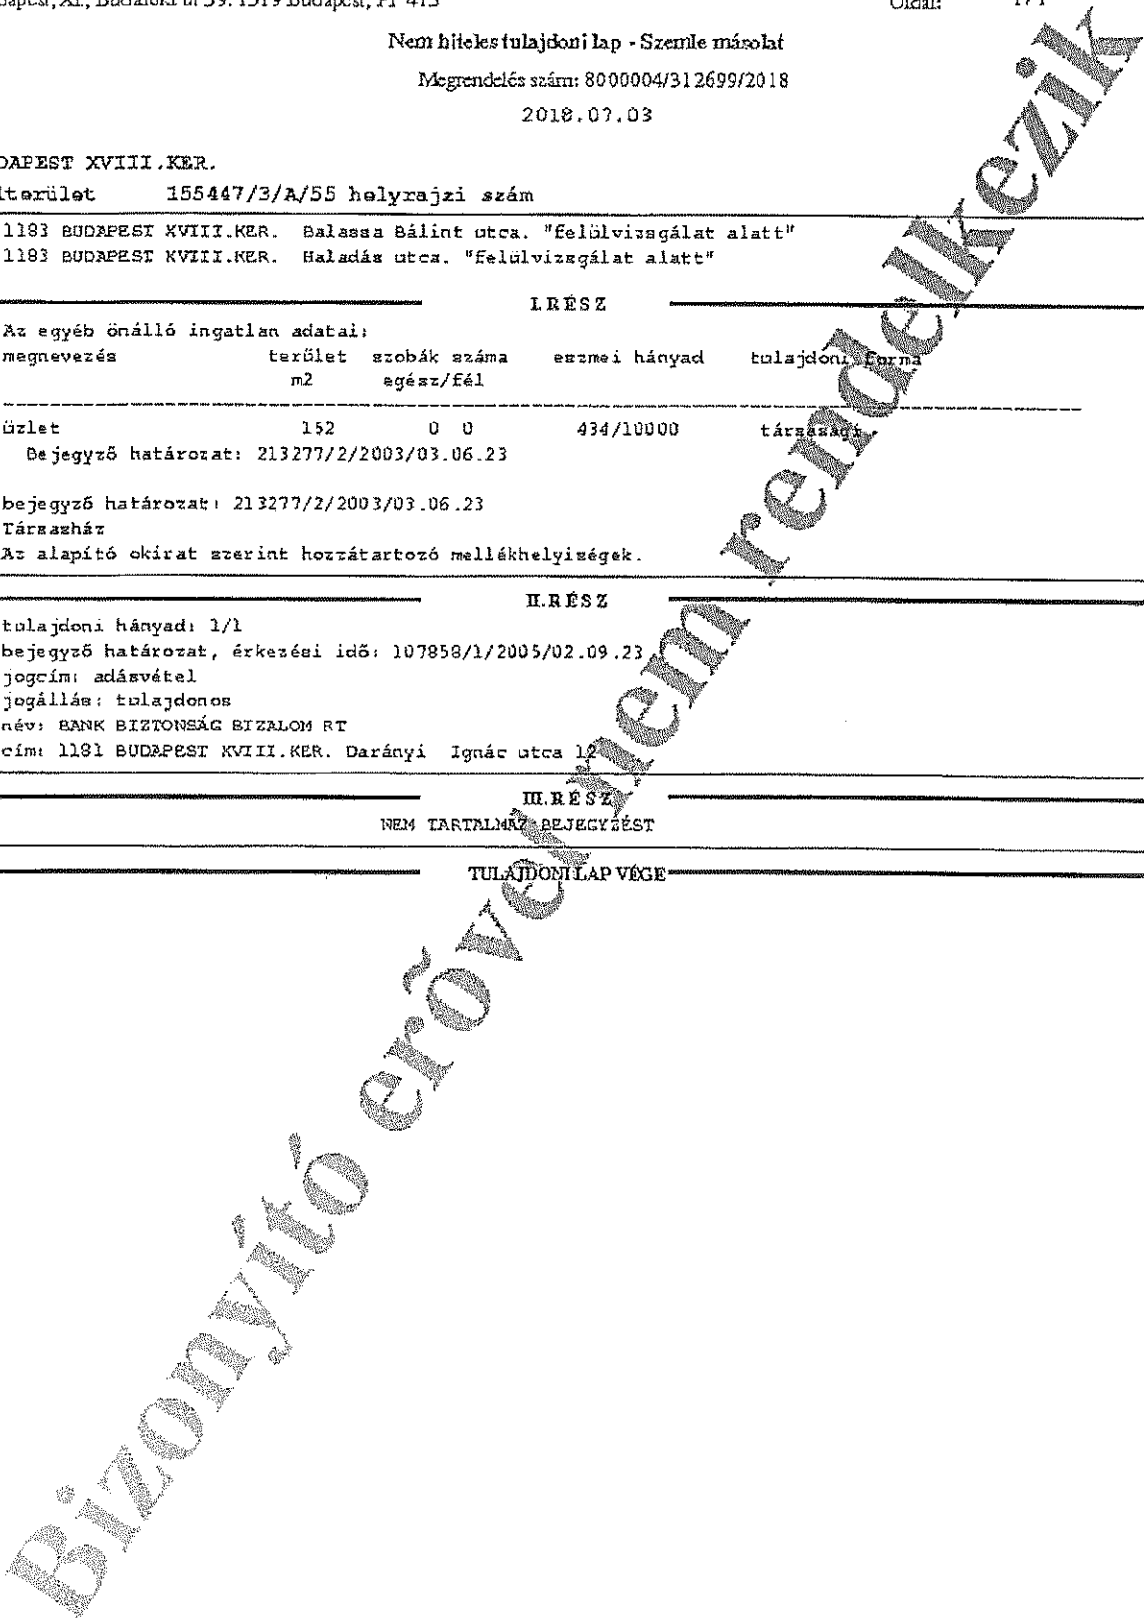 Oldal: 1 / 1
Nem hiteles tulajdoni lap - Szemle másolat
Megrendelés szám: 8000004/312699/2018
2018.07.03
DAPEST XVIII.KER.
lterület 155447/3/A/55 helyrajzi szám
1183 BUDAPEST XVIII.KER. Balassa Bálint utca. "felülvizsgálat alatt"
1183 BUDAPEST XVIII.KER. Haladás utca. "felülvizsgálat alatt"
I.RÉSZ
Az egyéb önálló ingatlan adatai:
megnevezés terület szobák száma eszmei hányad tulajdoni forma
m2 egész/fél
üzlet 152 0 0 434/10000 társasági
Bejegyző határozat: 213277/2/2003/03.06.23
bejegyző határozat: 213277/2/2003/03.06.23
Társasház
Az alapító okirat szerint hozzátartozó mellékhelyiségek.
II.RÉSZ
tulajdoni hányad: 1/1
bejegyző határozat, érkezési idő: 107858/1/2005/02.09.23
jogcím: adásvétel
jogállás: tulajdonos
név: BANK BIZTONSÁG BIZALOM RT
cím: 1181 BUDAPEST XVIII.KER. Darányi Ignác utca 12
III.RÉSZ
NEM TARTALMAZ BEJEGYZÉST
TULAJDONI LAP VÉGE
Bizonyító erővel nem rendelkezik